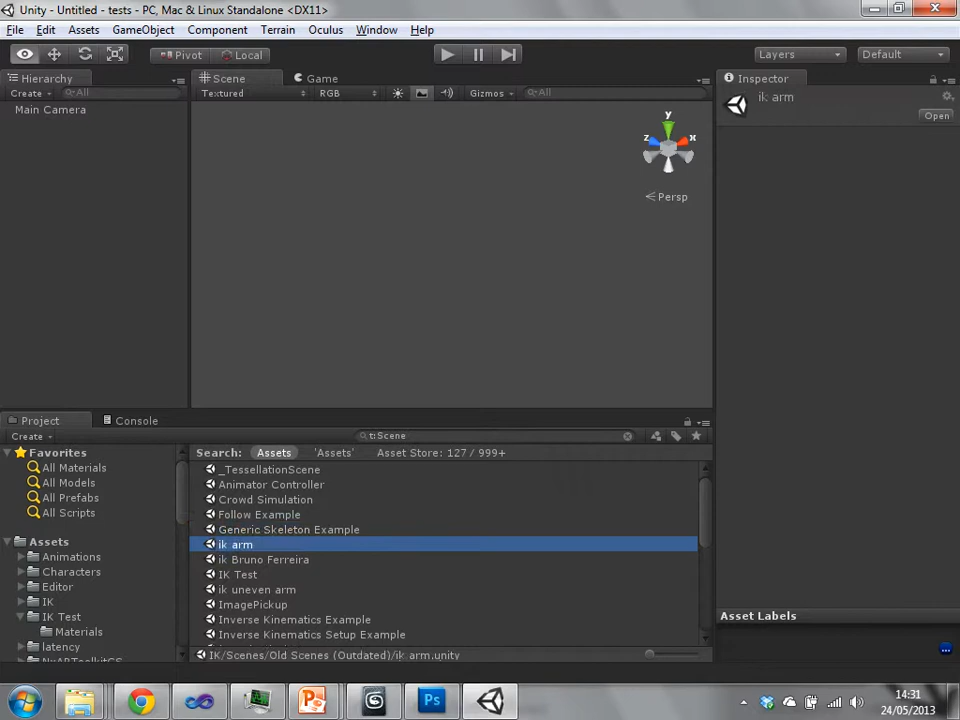 Unity - Untitled - tests - PC, Mac & Linux Standalone <DX11>
File Edit Assets GameObject Component Terrain Oculus Window Help
Pivot Local Layers Default
Hierarchy Scene Game Inspector
Create All Textured RGB Gizmos All ik arm
Main Camera Open
y
z x
Persp
Project Console
Create t:Scene
Favorites Search: Assets 'Assets' Asset Store: 127 / 999+
All Materials _TessellationScene
All Models Animator Controller
All Prefabs Crowd Simulation
All Scripts Follow Example
Generic Skeleton Example
Assets ik arm
Animations ik Bruno Ferreira
Characters IK Test
Editor ik uneven arm
IK ImagePickup
IK Test Inverse Kinematics Example Asset Labels
Materials Inverse Kinematics Setup Example
latency IK/Scenes/Old Scenes (Outdated)/ik arm.unity
Ps
14:31
24/05/2013